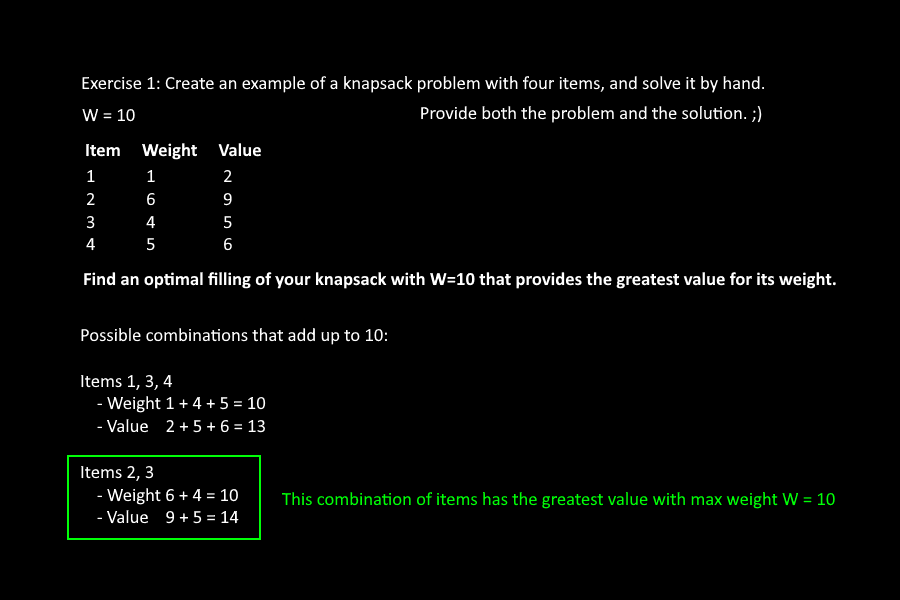 Exercise 1: Create an example of a knapsack problem with four items, and solve it by hand.
W = 10
Provide both the problem and the solution. ;)
Item Weight Value
1 1 2
2 6 9
3 4 5
4 5 6
Find an optimal filling of your knapsack with W=10 that provides the greatest value for its weight.
Possible combinations that add up to 10:
Items 1, 3, 4
- Weight 1 + 4 + 5 = 10
- Value 2 + 5 + 6 = 13
Items 2, 3
- Weight 6 + 4 = 10
- Value 9 + 5 = 14
This combination of items has the greatest value with max weight W = 10